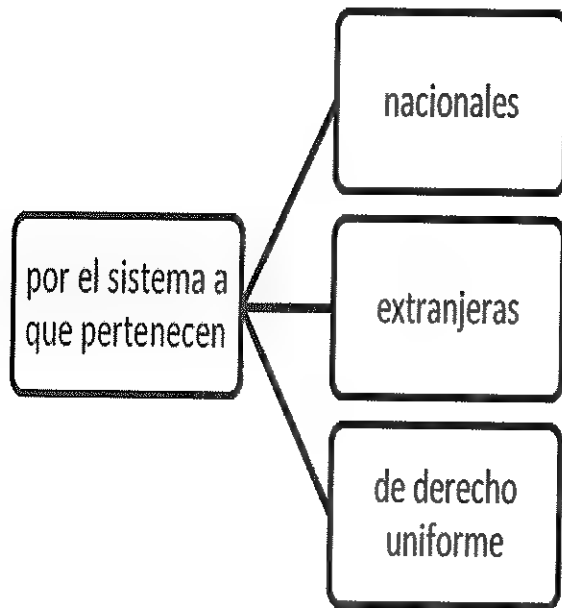 nacionales
por el sistema a
que pertenecen
extranjeras
de derecho
uniforme